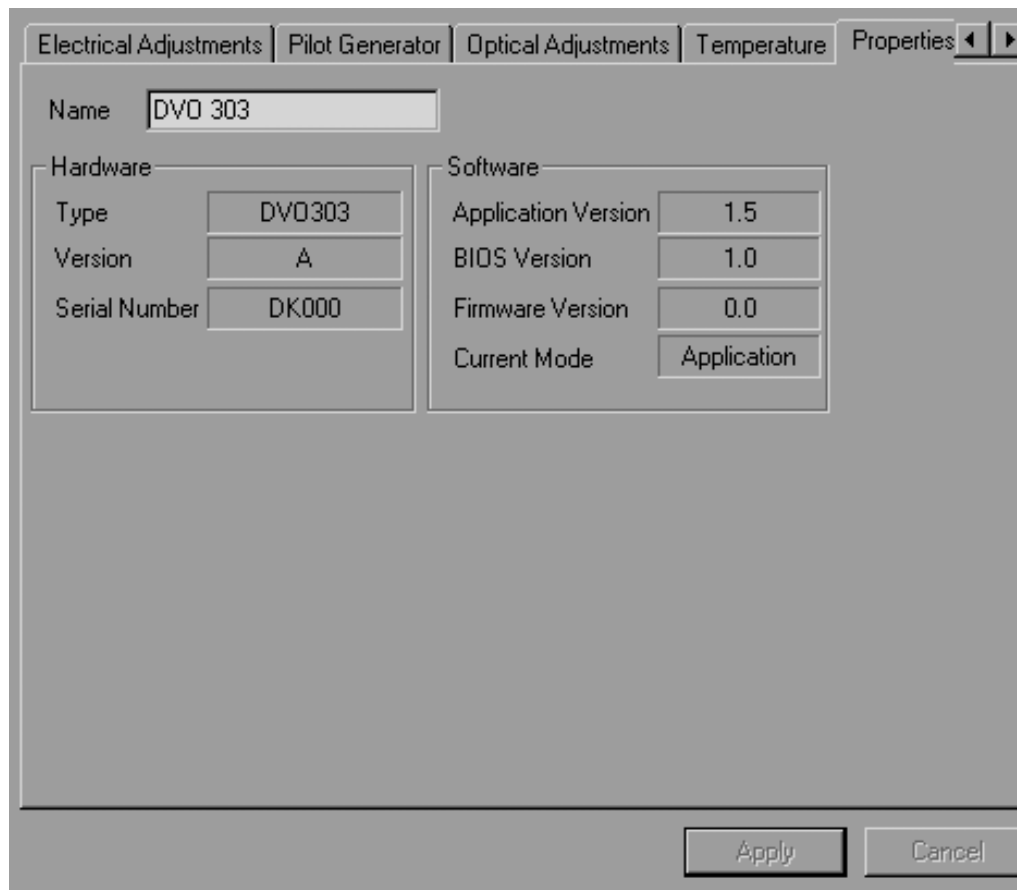 Electrical Adjustments Pilot Generator Optical Adjustments Temperature Properties
Name DVO 303
Hardware
Type DVO303
Version A
Serial Number DK000
Software
Application Version 1.5
BIOS Version 1.0
Firmware Version 0.0
Current Mode Application
Apply Cancel